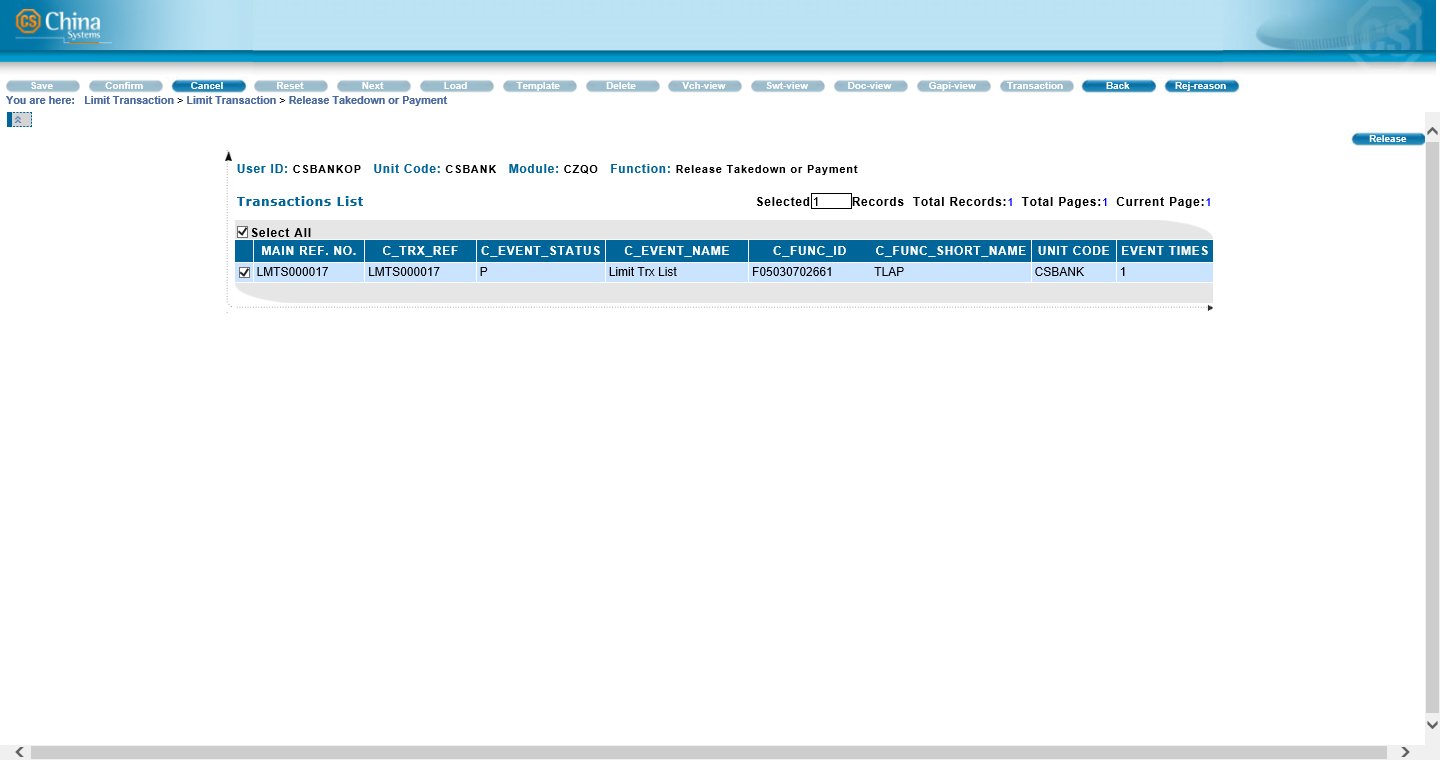 CS China
Systems
Save Confirm Cancel Reset Next Load Template Delete Vch-view Swt-view Doc-view Gapi-view Transaction Back Rej-reason
You are here: Limit Transaction > Limit Transaction > Release Takedown or Payment
Release
User ID: CSBANKOP Unit Code: CSBANK Module: CZQO Function: Release Takedown or Payment
Transactions List Selected 1 Records Total Records:1 Total Pages:1 Current Page:1
Select All
MAIN REF. NO. C_TRX_REF C_EVENT_STATUS C_EVENT_NAME C_FUNC_ID C_FUNC_SHORT_NAME UNIT CODE EVENT TIMES
LMTS000017 LMTS000017 P Limit Trx List F05030702661 TLAP CSBANK 1